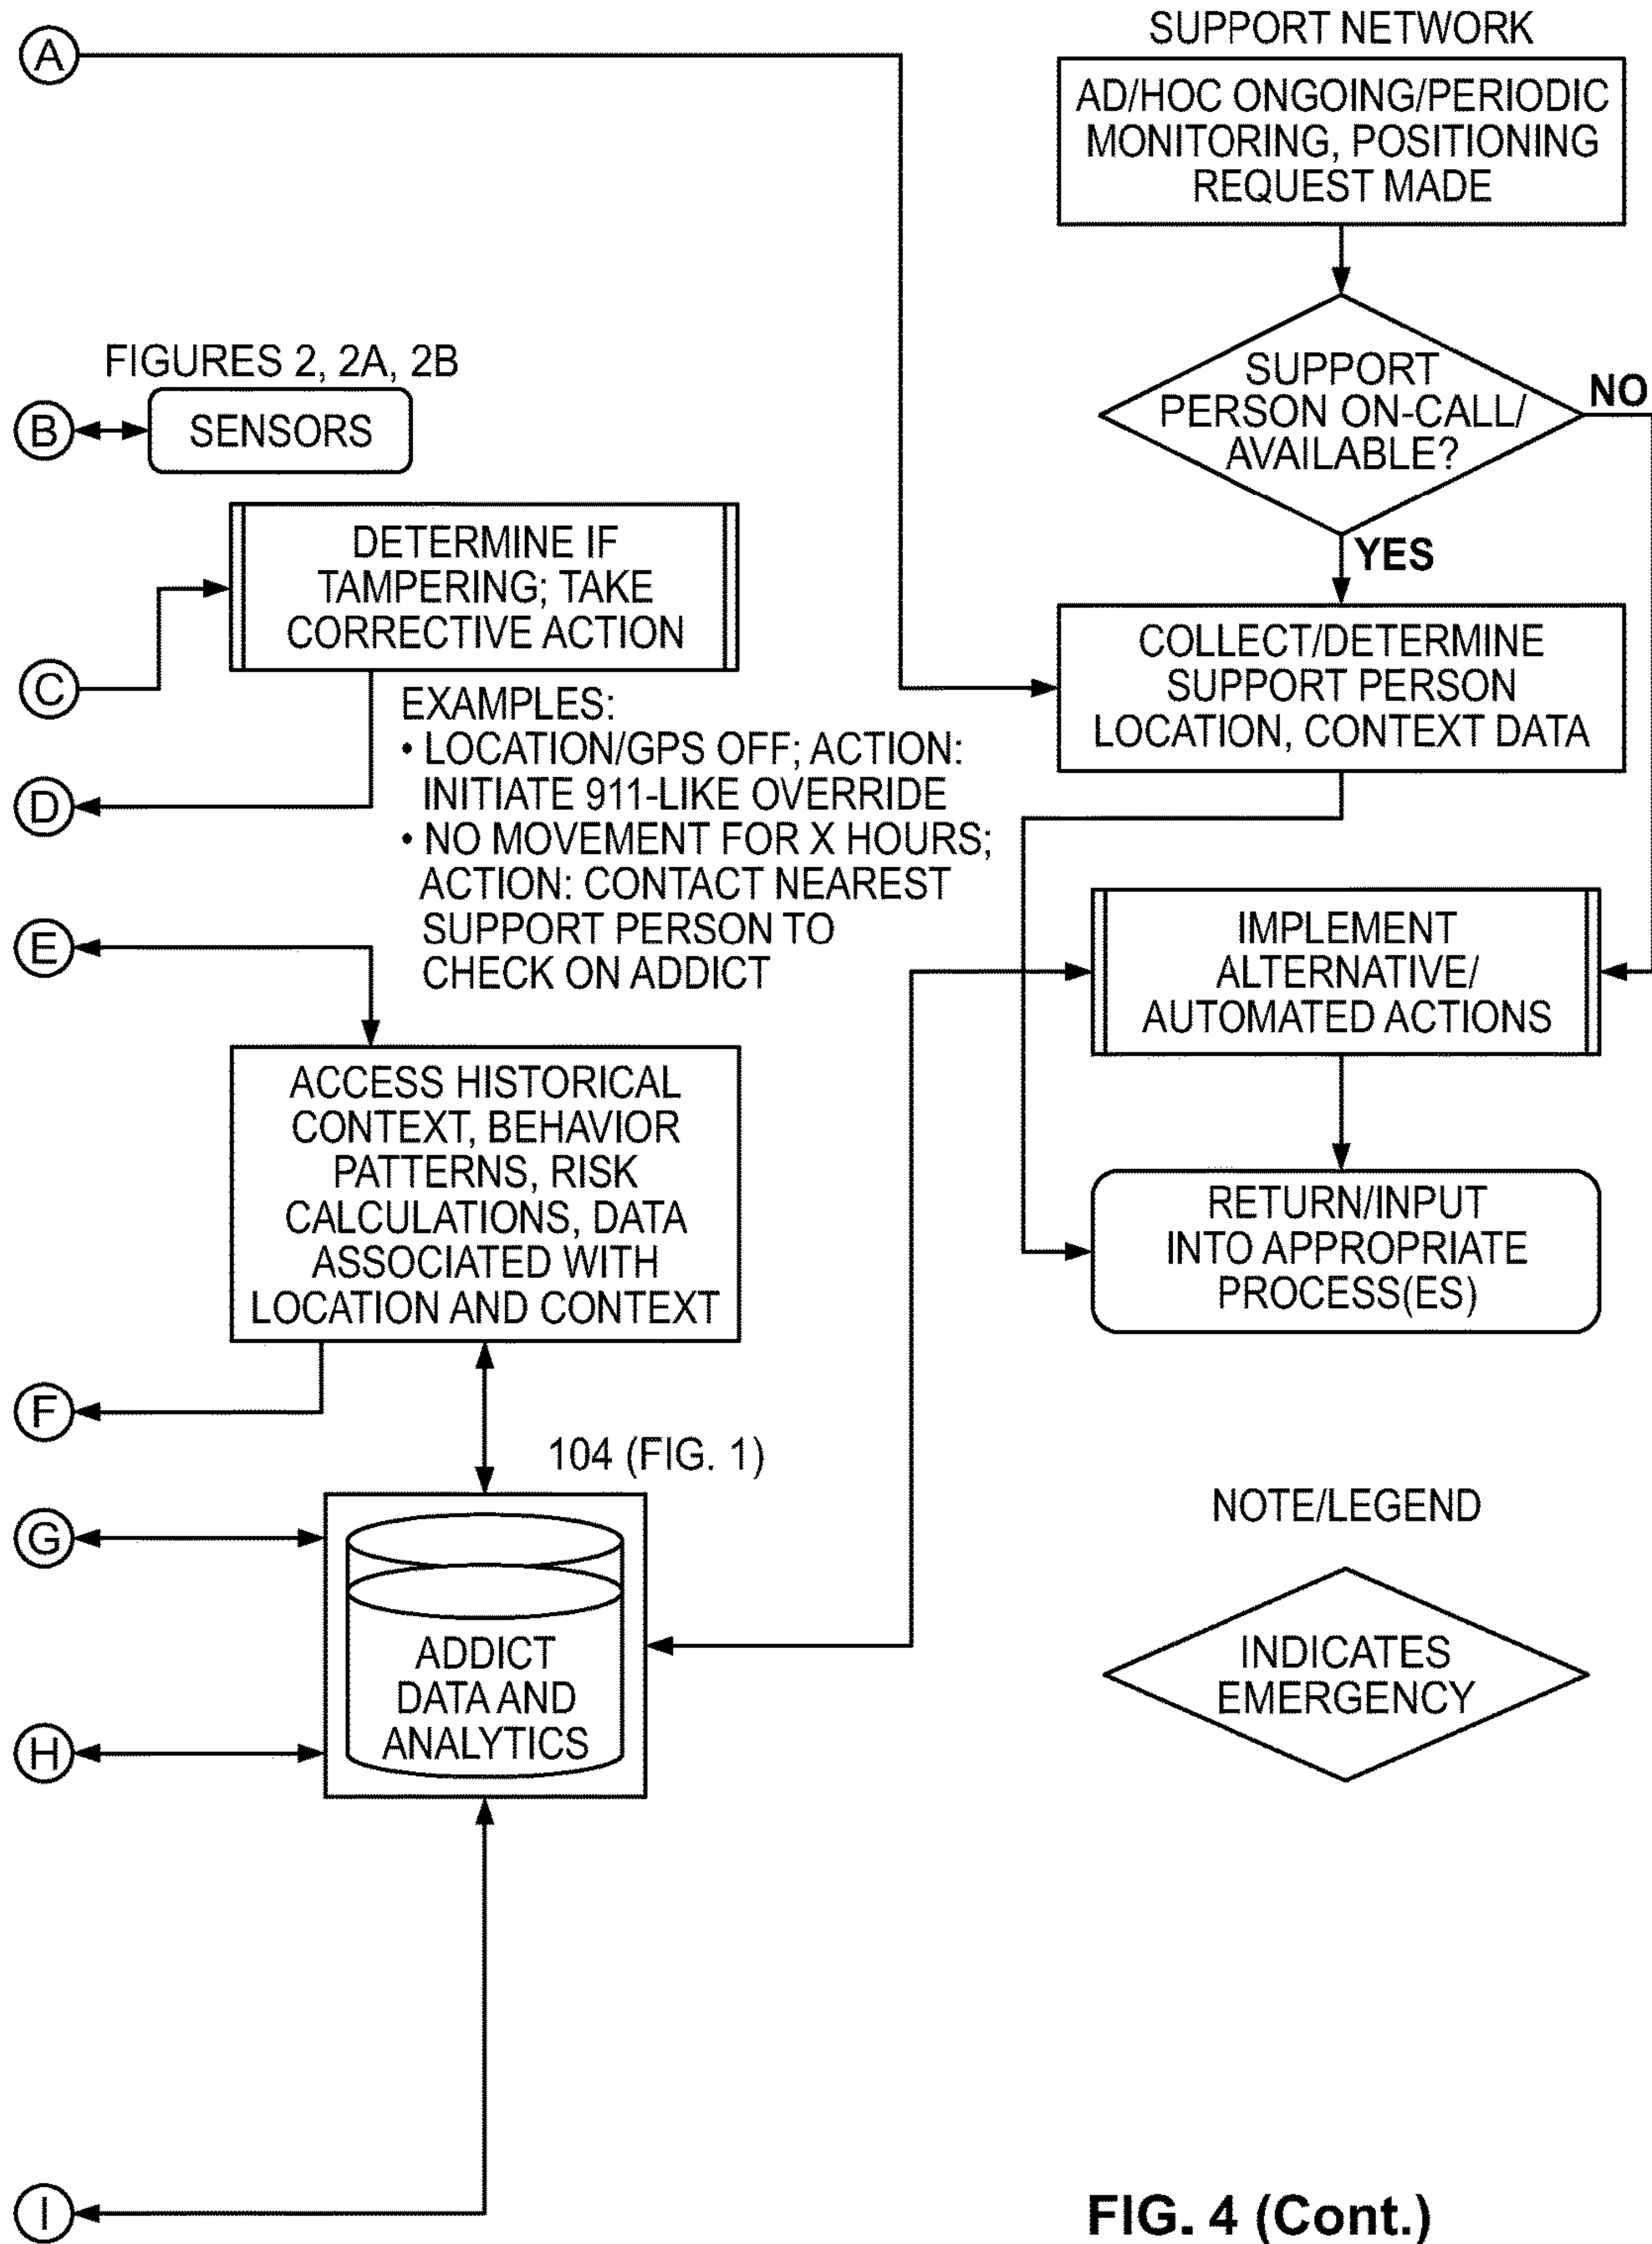 A
SUPPORT NETWORK
AD/HOC ONGOING/PERIODIC
MONITORING, POSITIONING
REQUEST MADE
SUPPORT
PERSON ON-CALL/
AVAILABLE?
NO
YES
FIGURES 2, 2A, 2B
B
SENSORS
DETERMINE IF
TAMPERING; TAKE
CORRECTIVE ACTION
C
COLLECT/DETERMINE
SUPPORT PERSON
LOCATION, CONTEXT DATA
EXAMPLES:
• LOCATION/GPS OFF; ACTION:
INITIATE 911-LIKE OVERRIDE
• NO MOVEMENT FOR X HOURS;
ACTION: CONTACT NEAREST
SUPPORT PERSON TO
CHECK ON ADDICT
D
E
IMPLEMENT
ALTERNATIVE/
AUTOMATED ACTIONS
ACCESS HISTORICAL
CONTEXT, BEHAVIOR
PATTERNS, RISK
CALCULATIONS, DATA
ASSOCIATED WITH
LOCATION AND CONTEXT
RETURN/INPUT
INTO APPROPRIATE
PROCESS(ES)
F
104 (FIG. 1)
G
ADDICT
DATA AND
ANALYTICS
H
NOTE/LEGEND
INDICATES
EMERGENCY
I
FIG. 4 (Cont.)